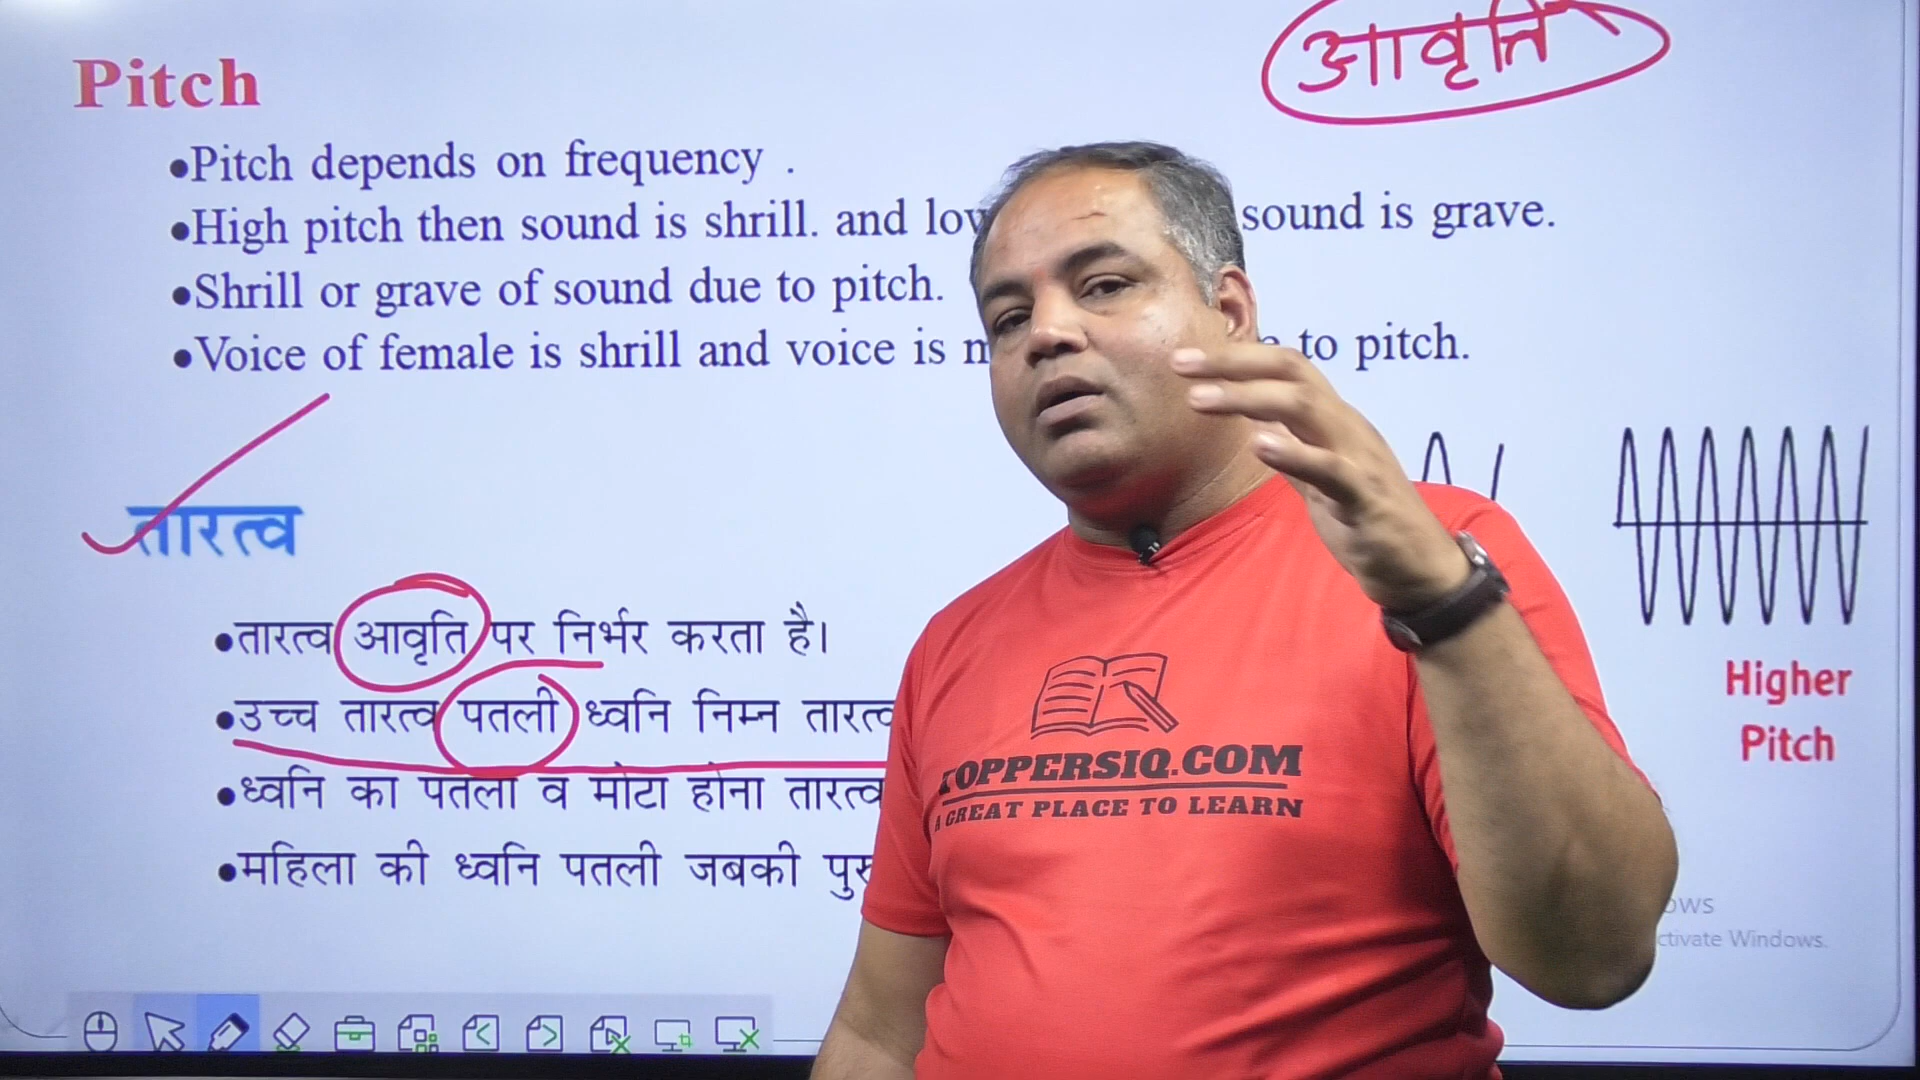 आवृत्ति
Pitch
•Pitch depends on frequency .
•High pitch then sound is shrill. and sound is grave.
•Shrill or grave of sound due to pitch.
•Voice of female is shrill and voice is to pitch.
तारत्व
•तारत्व आवृति पर निर्भर करता है।
•उच्च तारत्व पतली ध्वनि निम्न तारत्व
•ध्वनि का पतला व मोटा होना तारत्व
•महिला की ध्वनि पतली जबकी
Higher
Pitch
TOPPERSIQ.COM
A GREAT PLACE TO LEARN
Windows.